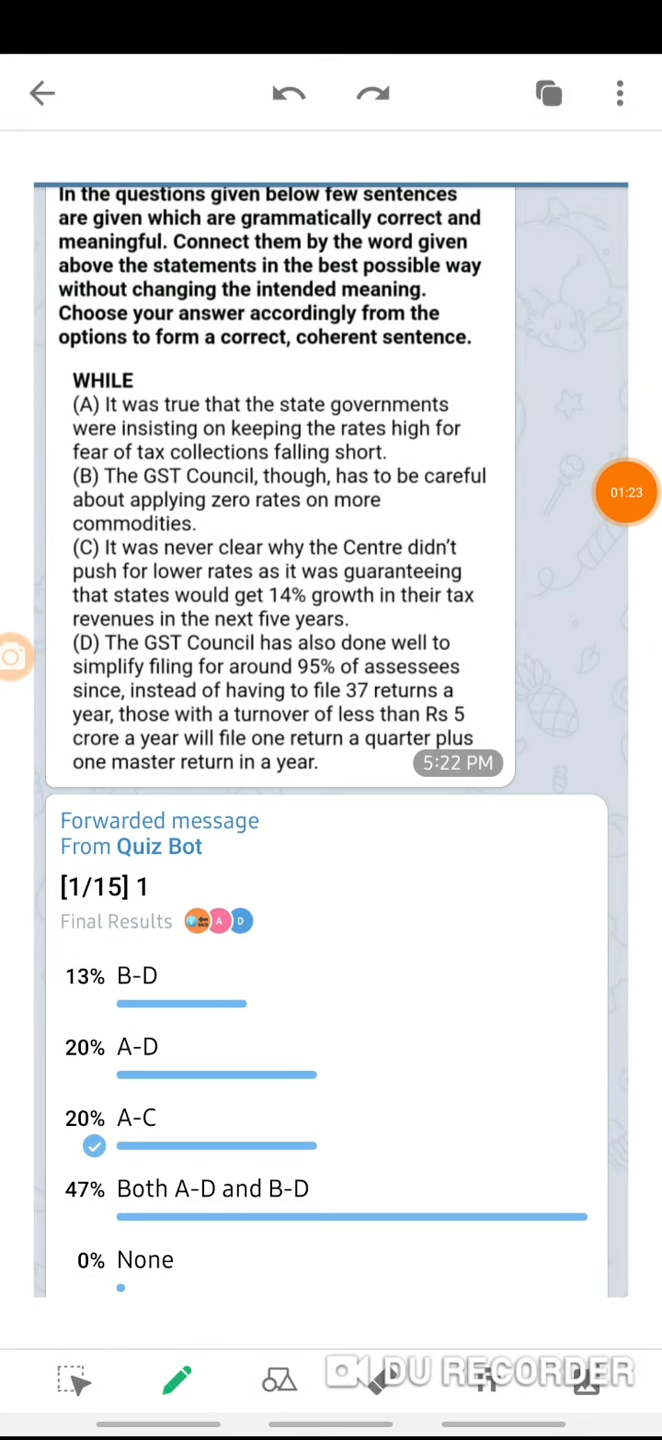 In the questions given below few sentences
are given which are grammatically correct and
meaningful. Connect them by the word given
above the statements in the best possible way
without changing the intended meaning.
Choose your answer accordingly from the
options to form a correct, coherent sentence.
WHILE
(A) It was true that the state governments
were insisting on keeping the rates high for
fear of tax collections falling short.
(B) The GST Council, though, has to be careful
about applying zero rates on more
commodities.
01:23
(C) It was never clear why the Centre didn't
push for lower rates as it was guaranteeing
that states would get 14% growth in their tax
revenues in the next five years.
(D) The GST Council has also done well to
simplify filing for around 95% of assessees
since, instead of having to file 37 returns a
year, those with a turnover of less than Rs 5
crore a year will file one return a quarter plus
one master return in a year.
5:22 PM
Forwarded message
From Quiz Bot
[1/15] 1
Final Results A D
13% B-D
20% A-D
20% A-C
47% Both A-D and B-D
0% None
DU RECORDER